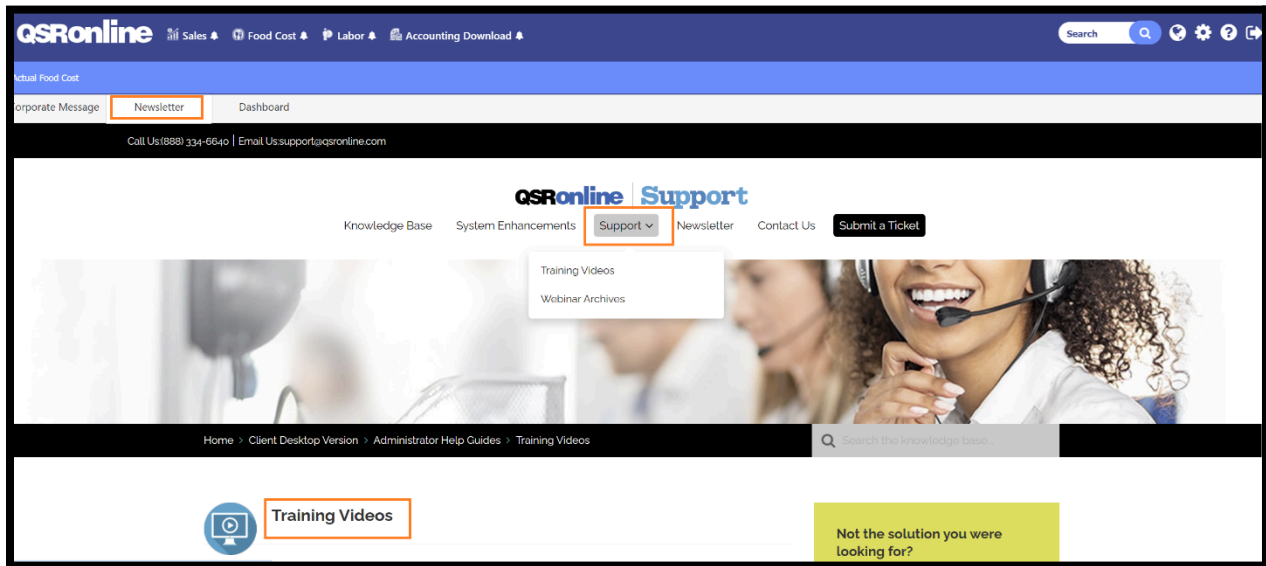 QSRonline Sales Food Cost Labor Accounting Download Search
Actual Food Cost
orporate Message Newsletter Dashboard
Call Us:(888) 334-6640 | Email Us:support@qsronline.com
QSRonline Support
Knowledge Base System Enhancements Support Newsletter Contact Us Submit a Ticket
Training Videos
Webinar Archives
Home > Client Desktop Version > Administrator Help Guides > Training Videos
Search the knowledge base...
Training Videos
Not the solution you were
looking for?